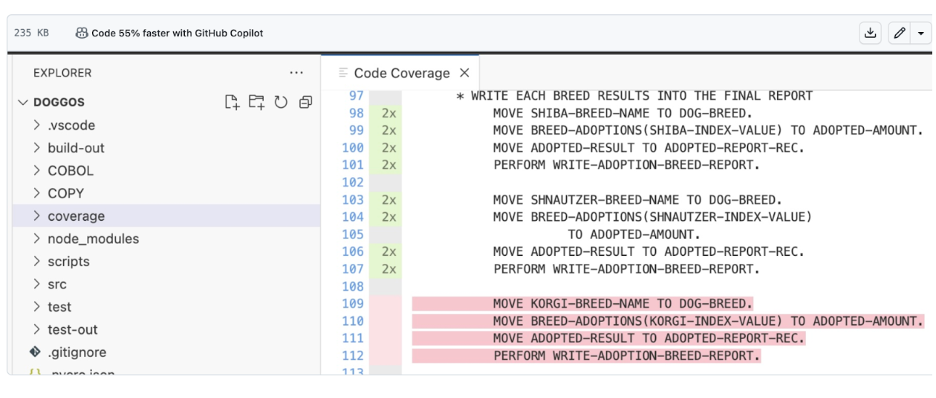 235 KB Code 55% faster with GitHub Copilot
EXPLORER ...
DOGGOS
.vscode
build-out
COBOL
COPY
coverage
node_modules
scripts
src
test
test-out
.gitignore
Code Coverage ×
97 * WRITE EACH BREED RESULTS INTO THE FINAL REPORT
98 2x MOVE SHIBA-BREED-NAME TO DOG-BREED.
99 2x MOVE BREED-ADOPTIONS(SHIBA-INDEX-VALUE) TO ADOPTED-AMOUNT.
100 2x MOVE ADOPTED-RESULT TO ADOPTED-REPORT-REC.
101 2x PERFORM WRITE-ADOPTION-BREED-REPORT.
102
103 2x MOVE SHNAUTZER-BREED-NAME TO DOG-BREED.
104 2x MOVE BREED-ADOPTIONS(SHNAUTZER-INDEX-VALUE)
105 TO ADOPTED-AMOUNT.
106 2x MOVE ADOPTED-RESULT TO ADOPTED-REPORT-REC.
107 2x PERFORM WRITE-ADOPTION-BREED-REPORT.
108
109 MOVE KORGI-BREED-NAME TO DOG-BREED.
110 MOVE BREED-ADOPTIONS(KORGI-INDEX-VALUE) TO ADOPTED-AMOUNT.
111 MOVE ADOPTED-RESULT TO ADOPTED-REPORT-REC.
112 PERFORM WRITE-ADOPTION-BREED-REPORT.
113